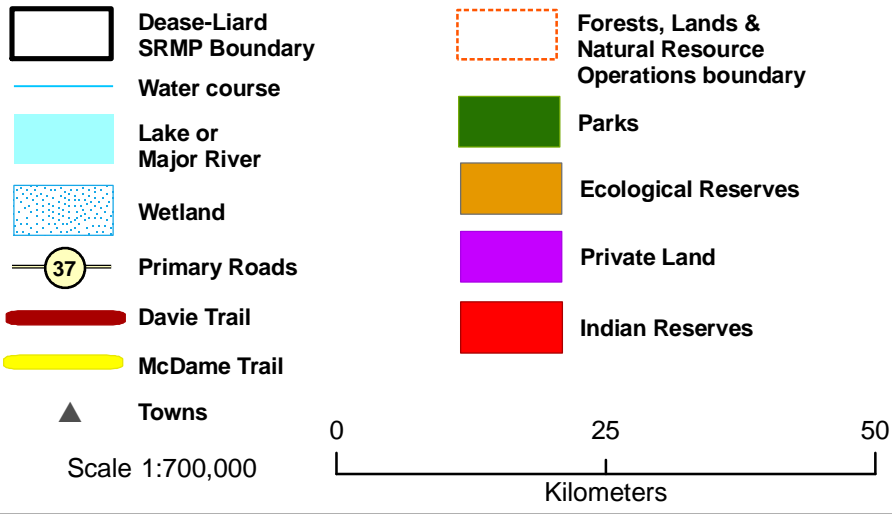 Dease-Liard
SRMP Boundary
Water course
Lake or
Major River
Wetland
37
Primary Roads
Davie Trail
McDame Trail
Towns
Scale 1:700,000
Forests, Lands &
Natural Resource
Operations boundary
Parks
Ecological Reserves
Private Land
Indian Reserves
0 25 50
Kilometers